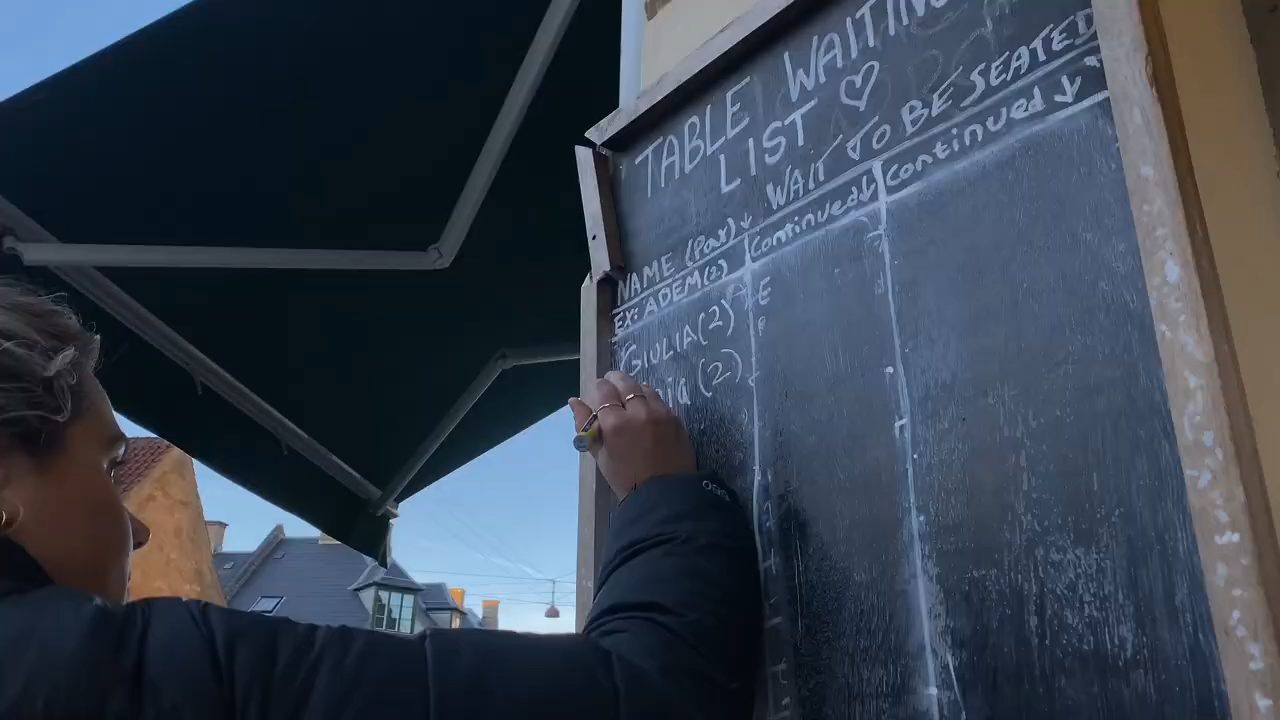 TABLE WAITING
LIST ♡
WAIT TO BE SEATED
NAME (Pax) ↓
continued ↓
continued ↓
EX: ADEM (2)
GIULIA (2)
(2)